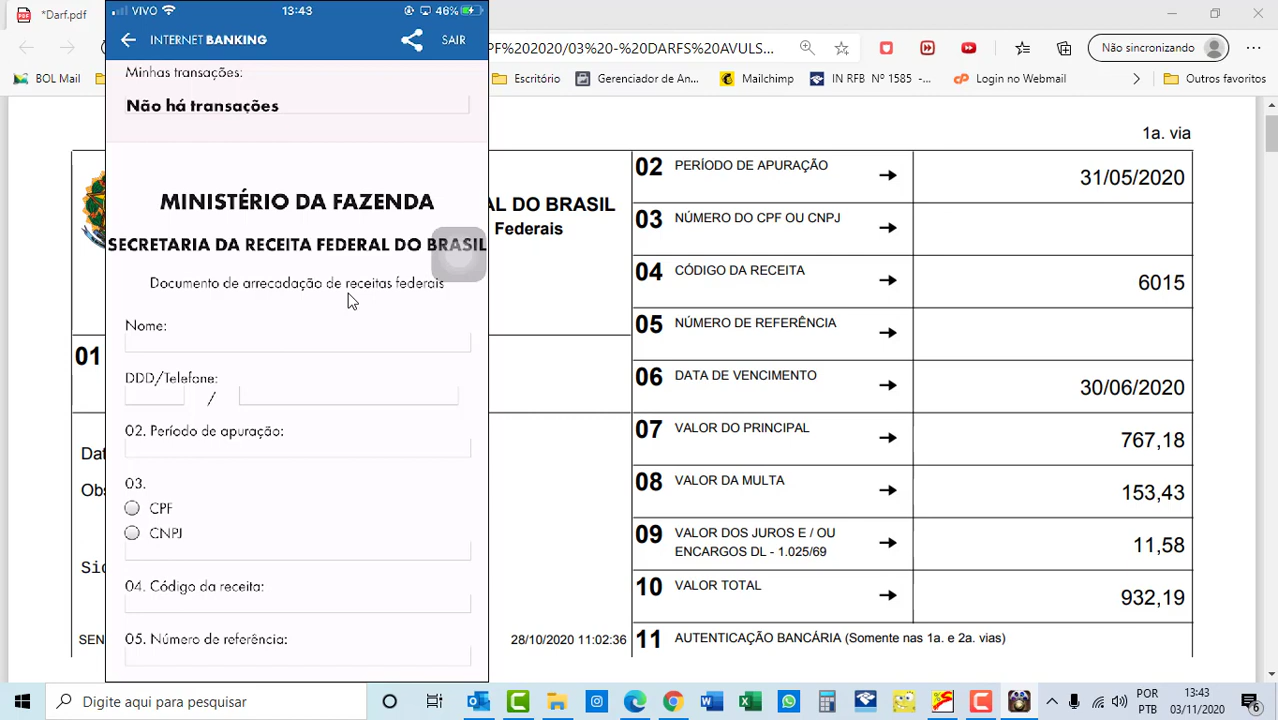 *Darf.pdf
VIVO 13:43 46%
INTERNET BANKING SAIR
PF%202020/03%20-%20DARFS%20AVULS...
Não sincronizando
BOL Mail
Escritório
Gerenciador de An...
Mailchimp
IN RFB Nº 1585 -...
Login no Webmail
Outros favoritos
Minhas transações:
Não há transações
MINISTÉRIO DA FAZENDA
SECRETARIA DA RECEITA FEDERAL DO BRASIL
Documento de arrecadação de receitas federais
Nome:
DDD/Telefone:
/
02. Período de apuração:
03.
CPF
CNPJ
04. Código da receita:
05. Número de referência:
1a. via
AL DO BRASIL
Federais
01
Dat
Obs
Sic
SEN
28/10/2020 11:02:36
02 PERÍODO DE APURAÇÃO 31/05/2020
03 NÚMERO DO CPF OU CNPJ
04 CÓDIGO DA RECEITA 6015
05 NÚMERO DE REFERÊNCIA
06 DATA DE VENCIMENTO 30/06/2020
07 VALOR DO PRINCIPAL 767,18
08 VALOR DA MULTA 153,43
09 VALOR DOS JUROS E / OU
ENCARGOS DL - 1.025/69 11,58
10 VALOR TOTAL 932,19
11 AUTENTICAÇÃO BANCÁRIA (Somente nas 1a. e 2a. vias)
Digite aqui para pesquisar
POR
PTB
13:43
03/11/2020
6